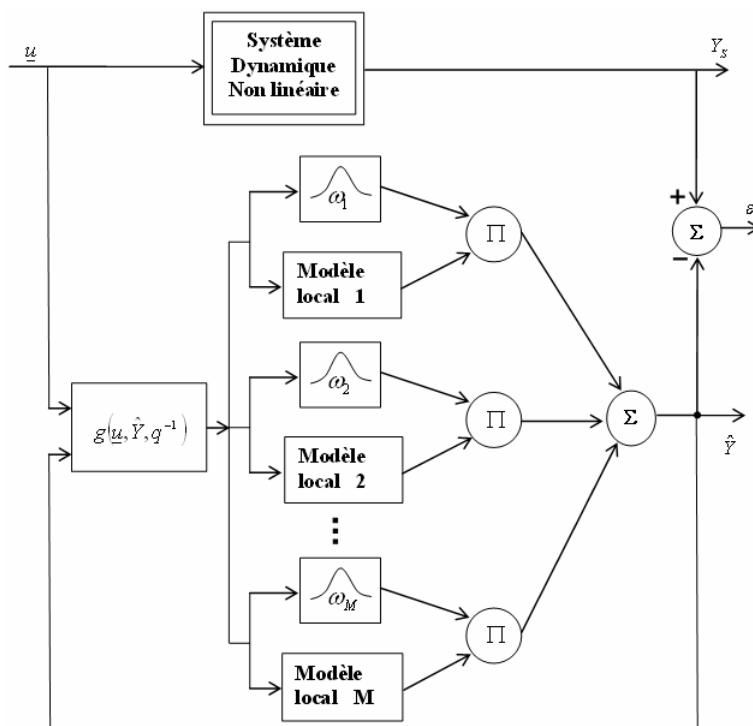 u
Système
Dynamique
Non linéaire
Y_S
ω_1
Π
+
Σ
ε
−
Modèle
local 1
ω_2
g(u, Ŷ, q^{-1})
Π
Σ
Ŷ
Modèle
local 2
⋮
ω_M
Π
Modèle
local M